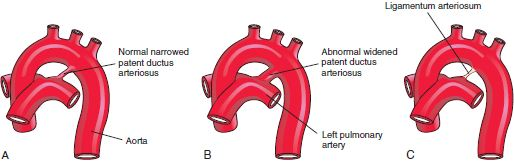 Ligamentum arteriosum
Normal narrowed
patent ductus
arteriosus
Abnormal widened
patent ductus
arteriosus
Aorta
Left pulmonary
artery
A
B
C